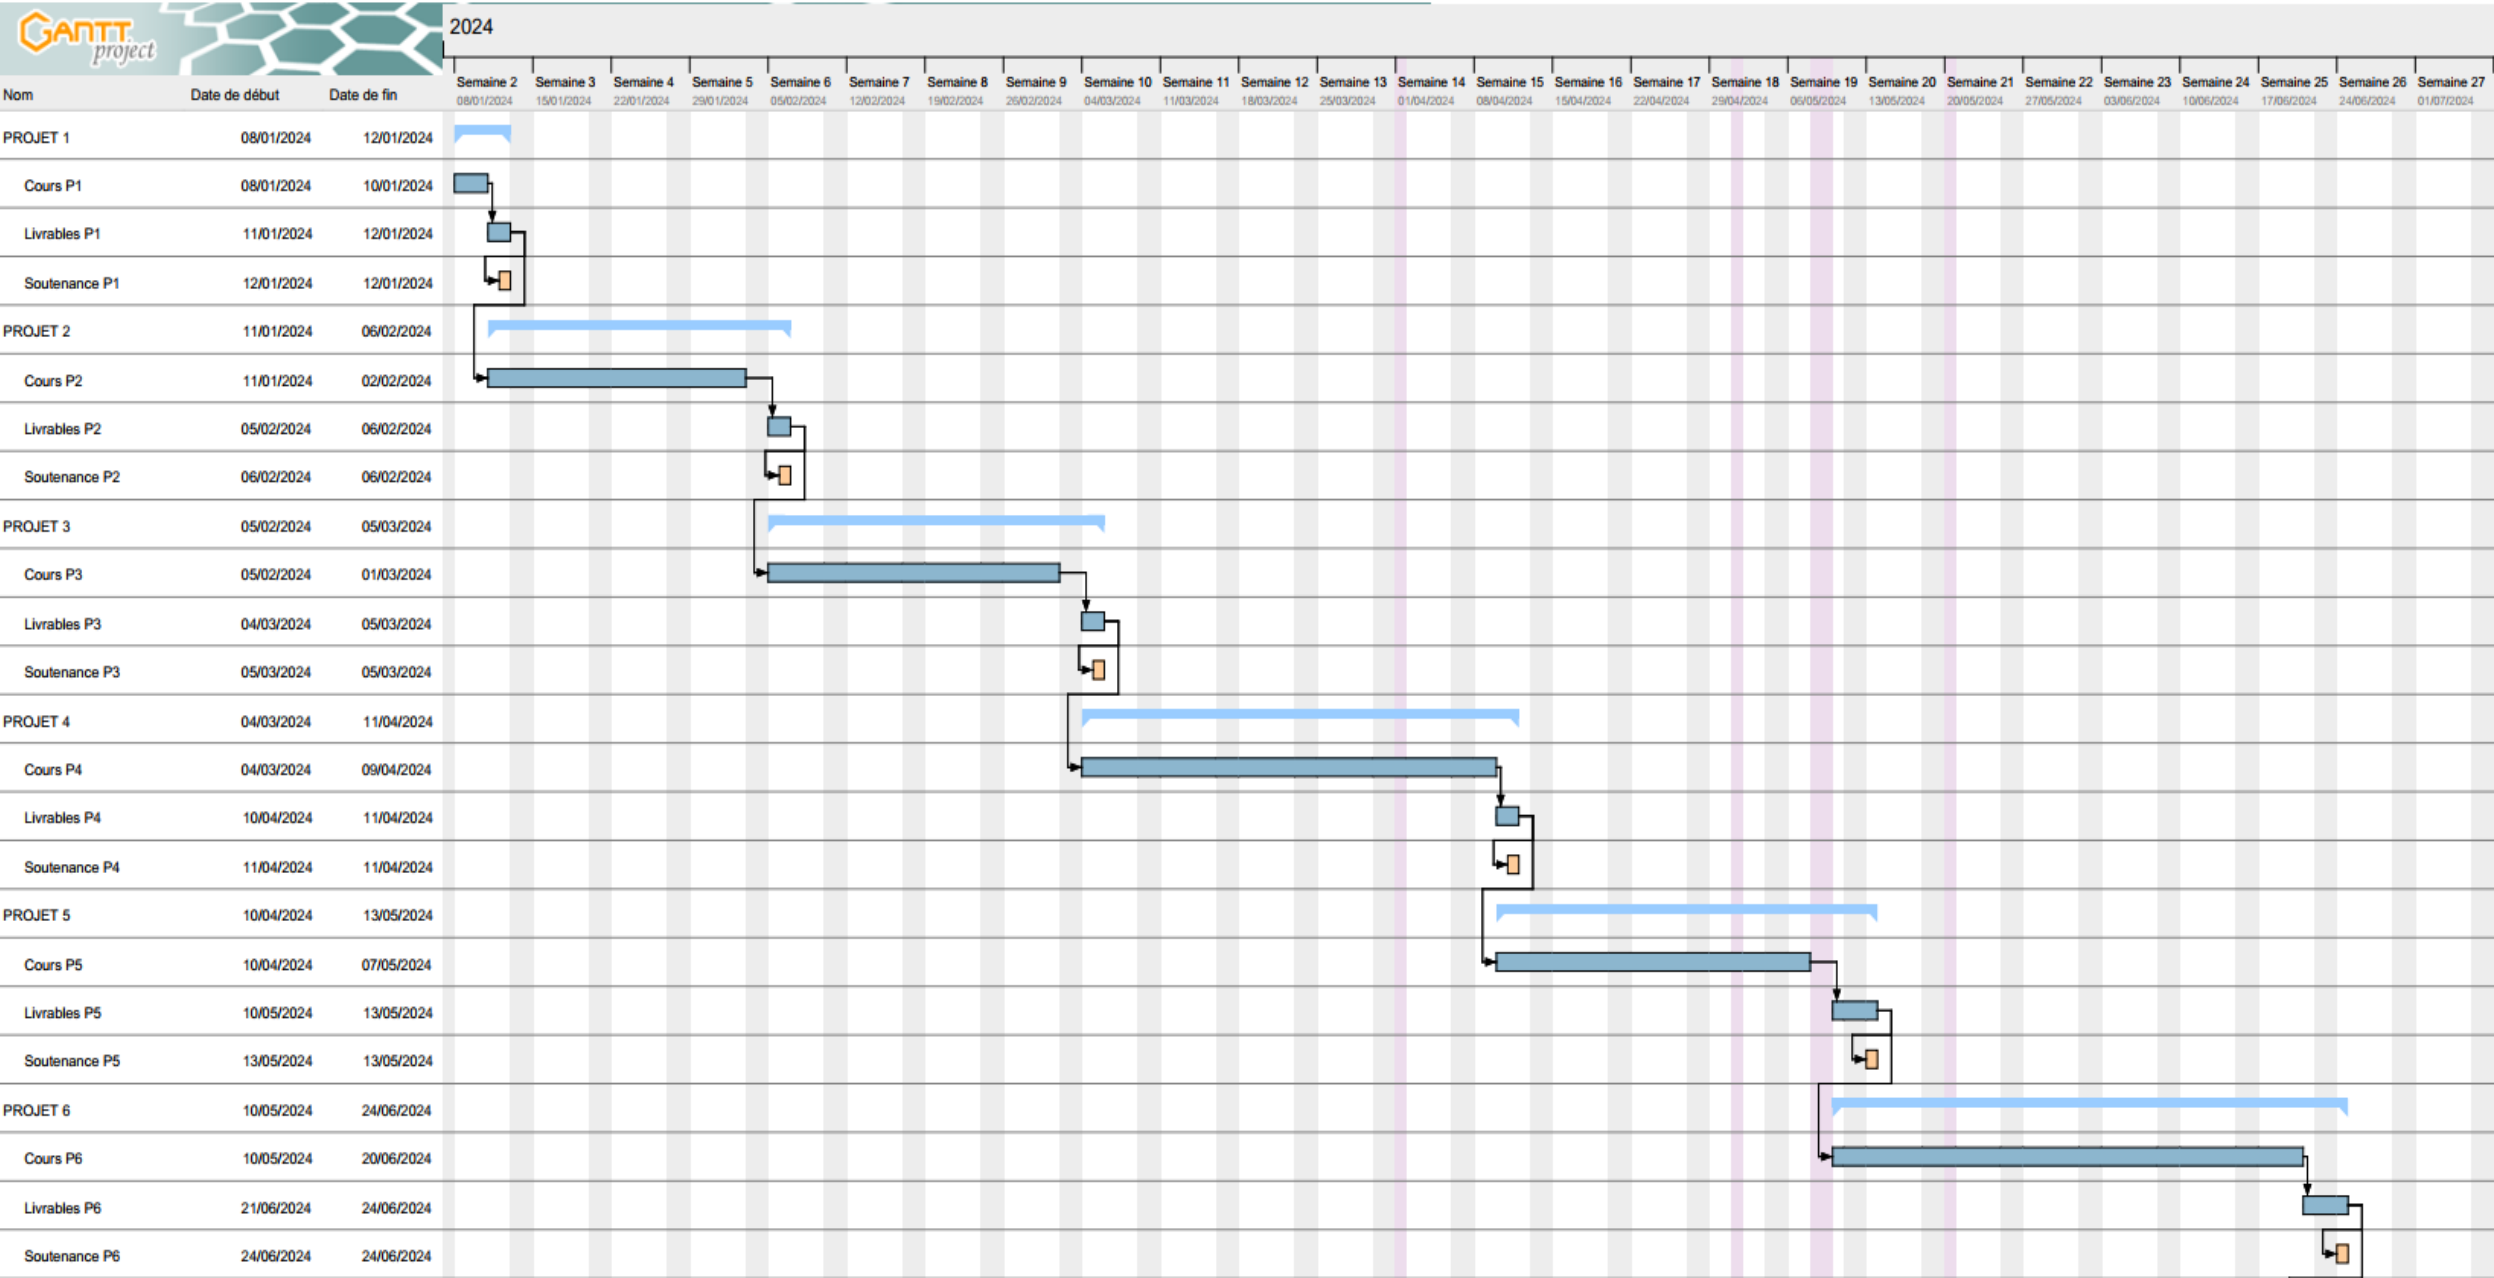 GANTT
project
2024
Semaine 2 Semaine 3 Semaine 4 Semaine 5 Semaine 6 Semaine 7 Semaine 8 Semaine 9 Semaine 10 Semaine 11 Semaine 12 Semaine 13 Semaine 14 Semaine 15 Semaine 16 Semaine 17 Semaine 18 Semaine 19 Semaine 20 Semaine 21 Semaine 22 Semaine 23 Semaine 24 Semaine 25 Semaine 26 Semaine 27
Nom Date de début Date de fin
08/01/2024 15/01/2024 22/01/2024 29/01/2024 05/02/2024 12/02/2024 19/02/2024 26/02/2024 04/03/2024 11/03/2024 18/03/2024 25/03/2024 01/04/2024 08/04/2024 15/04/2024 22/04/2024 29/04/2024 06/05/2024 13/05/2024 20/05/2024 27/05/2024 03/06/2024 10/06/2024 17/06/2024 24/06/2024 01/07/2024
PROJET 1 08/01/2024 12/01/2024
Cours P1 08/01/2024 10/01/2024
Livrables P1 11/01/2024 12/01/2024
Soutenance P1 12/01/2024 12/01/2024
PROJET 2 11/01/2024 06/02/2024
Cours P2 11/01/2024 02/02/2024
Livrables P2 05/02/2024 06/02/2024
Soutenance P2 06/02/2024 06/02/2024
PROJET 3 05/02/2024 05/03/2024
Cours P3 05/02/2024 01/03/2024
Livrables P3 04/03/2024 05/03/2024
Soutenance P3 05/03/2024 05/03/2024
PROJET 4 04/03/2024 11/04/2024
Cours P4 04/03/2024 09/04/2024
Livrables P4 10/04/2024 11/04/2024
Soutenance P4 11/04/2024 11/04/2024
PROJET 5 10/04/2024 13/05/2024
Cours P5 10/04/2024 07/05/2024
Livrables P5 10/05/2024 13/05/2024
Soutenance P5 13/05/2024 13/05/2024
PROJET 6 10/05/2024 24/06/2024
Cours P6 10/05/2024 20/06/2024
Livrables P6 21/06/2024 24/06/2024
Soutenance P6 24/06/2024 24/06/2024